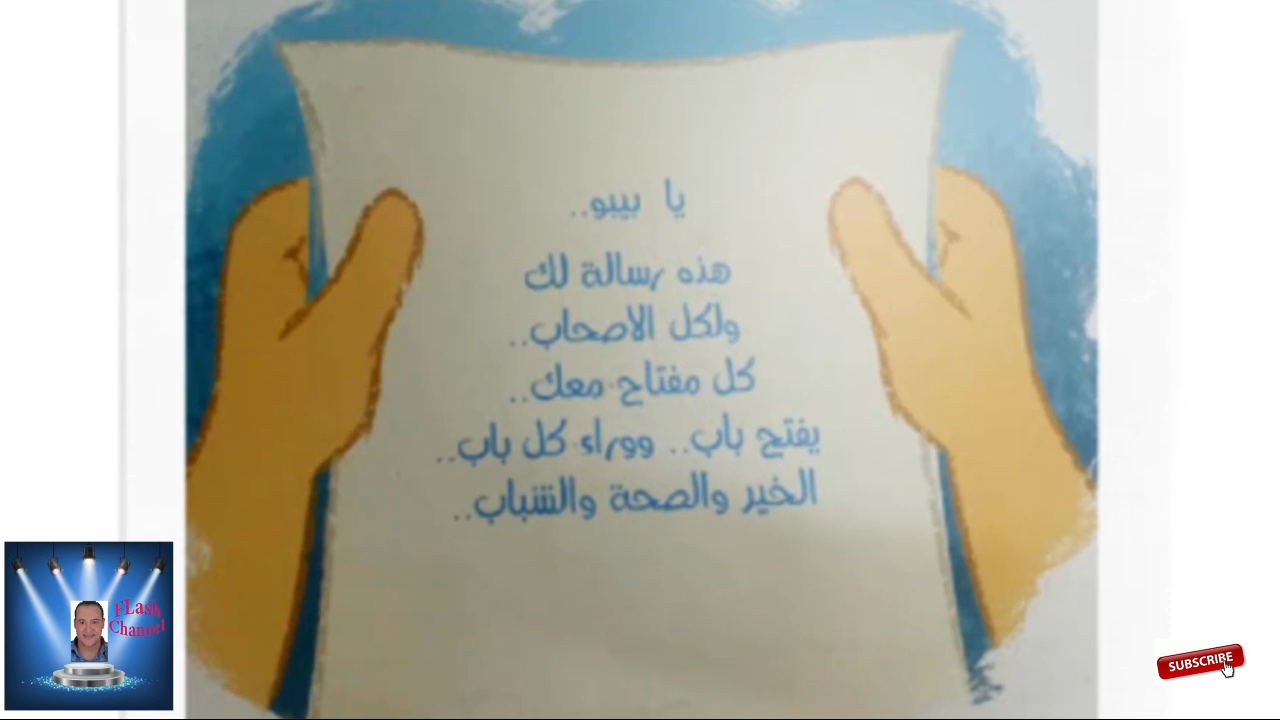 يا بيبو..
هذه رسالة لك
ولكل الاصحاب..
كل مفتاح معك..
يفتح باب.. ووراء كل باب..
الخير والصحة والشباب..
FLash
Channel
SUBSCRIBE